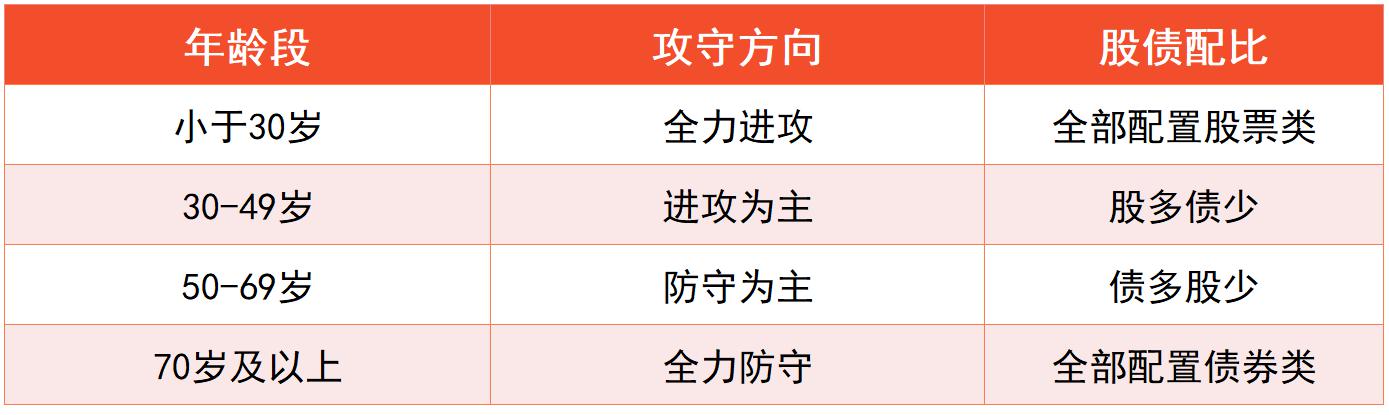 年龄段 攻守方向 股债配比
小于30岁 全力进攻 全部配置股票类
30-49岁 进攻为主 股多债少
50-69岁 防守为主 债多股少
70岁及以上 全力防守 全部配置债券类